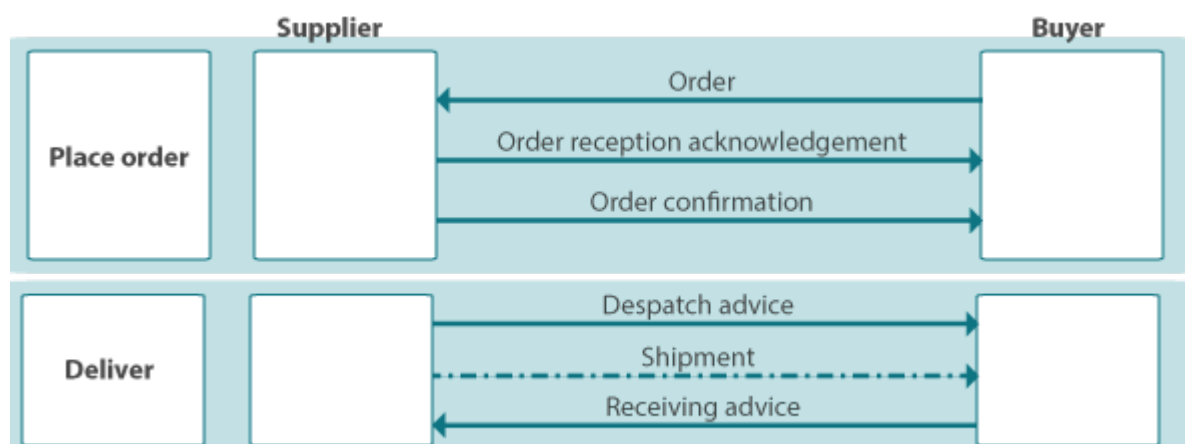 Supplier
Buyer
Order
Place order
Order reception acknowledgement
Order confirmation
Despatch advice
Deliver
Shipment
Receiving advice